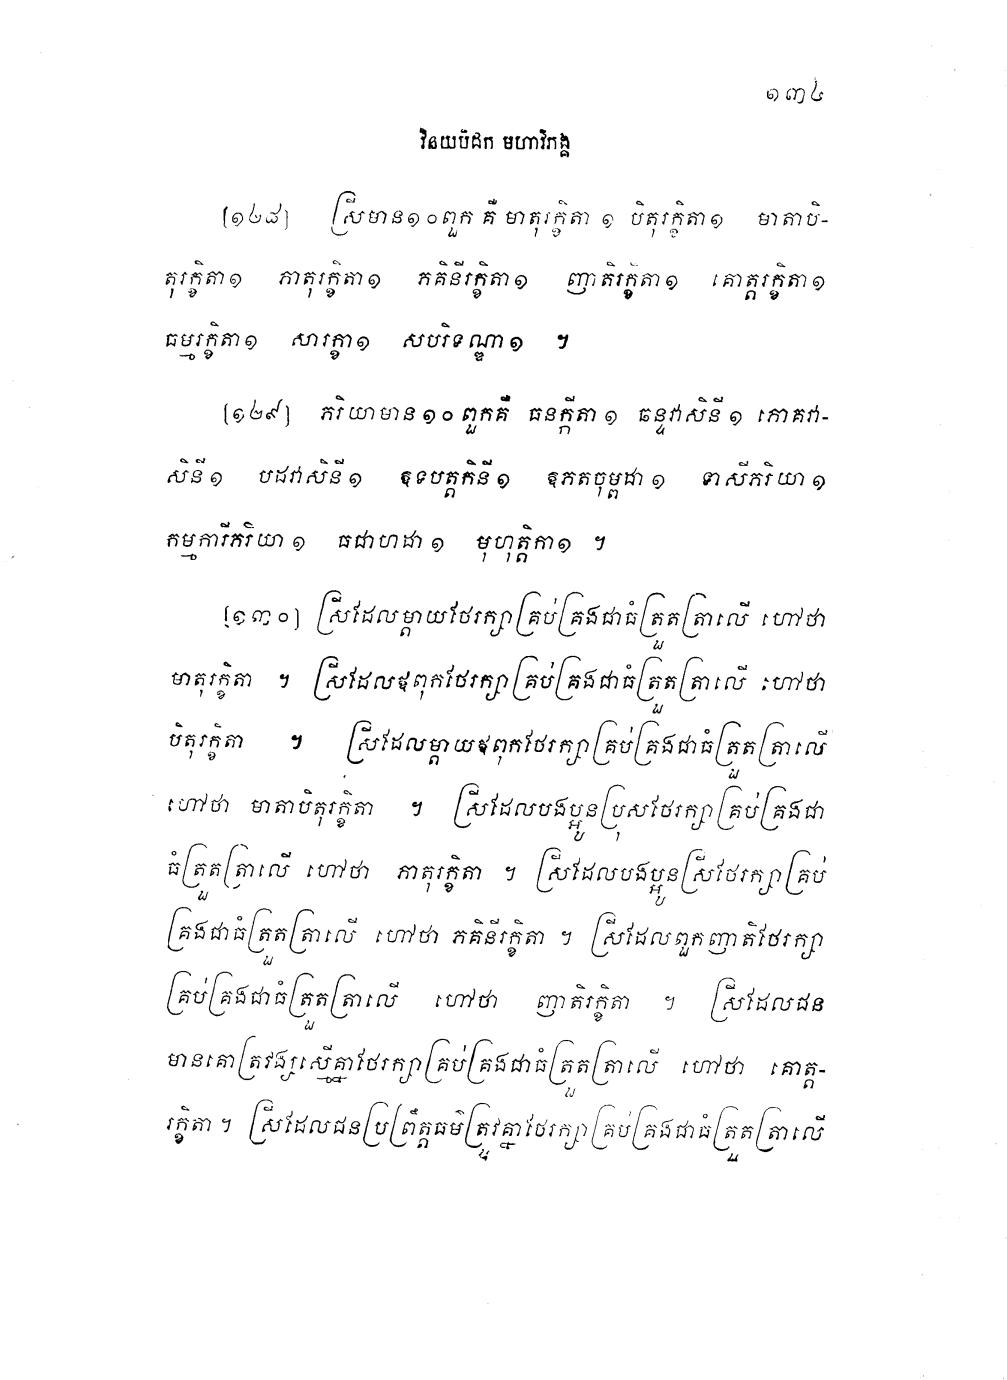 ១៣៤
វិនយបិដក មហាវិភង្គ
[១២៨] ស្រីមាន១០ពួក គឺ មាតុរក្ខិតា ១ បិតុរក្ខិតា១ មាតាបិ-
តុរក្ខិតា១ ភាតុរក្ខិតា១ ភគិនីរក្ខិតា១ ញាតិរក្ខិតា១ គោត្តរក្ខិតា១
ធម្មរក្ខិតា១ សារក្ខា១ សបរិទណ្ឌា១ ។
[១២៩] ភរិយាមាន១០ពួកគឺ ធនក្កីតា ១ ធន្ទវាសិនី១ ភោគវា-
សិនី១ បដវាសិនី១ ឱទបត្តកិនី១ ឱភតចុម្ពដា ១ ទាសីភរិយា ១
កម្មការីភរិយា ១ ធជាហដា ១ មុហុត្តិកា១ ។
[១៣០] ស្រីដែលម្តាយថែរក្សាគ្រប់គ្រងជាធំត្រួតត្រាលើ ហៅថា
មាតុរក្ខិតា ។ ស្រីដែលឪពុកថែរក្សាគ្រប់គ្រងជាធំត្រួតត្រាលើ ហៅថា
បិតុរក្ខិតា ។ ស្រីដែលម្តាយឪពុកថែរក្សាគ្រប់គ្រងជាធំត្រួតត្រាលើ
ហៅថា មាតាបិតុរក្ខិតា ។ ស្រីដែលបងប្អូនប្រុសថែរក្សាគ្រប់គ្រងជា
ធំត្រួតត្រាលើ ហៅថា ភាតុរក្ខិតា ។ ស្រីដែលបងប្អូនស្រីថែរក្សាគ្រប់
គ្រងជាធំត្រួតត្រាលើ ហៅថា ភគិនីរក្ខិតា ។ ស្រីដែលពួកញាតិថែរក្សា
គ្រប់គ្រងជាធំត្រួតត្រាលើ ហៅថា ញាតិរក្ខិតា ។ ស្រីដែលជន
មានគោត្រវង្សស្មើគ្នាថែរក្សាគ្រប់គ្រងជាធំត្រួតត្រាលើ ហៅថា គោត្ត-
រក្ខិតា ។ ស្រីដែលជនប្រព្រឹត្តធម៌ត្រូវគ្នាថែរក្សាគ្រប់គ្រងជាធំត្រួតត្រាលើ